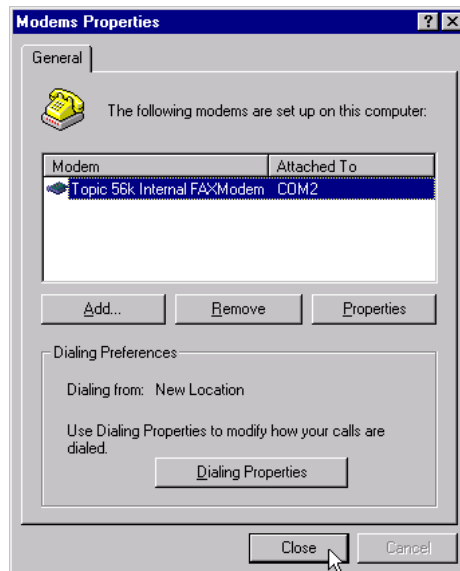 Modems Properties
General
The following modems are set up on this computer:
Modem Attached To
Topic 56k Internal FAXModem COM2
Add... Remove Properties
Dialing Preferences
Dialing from: New Location
Use Dialing Properties to modify how your calls are
dialed.
Dialing Properties
Close Cancel